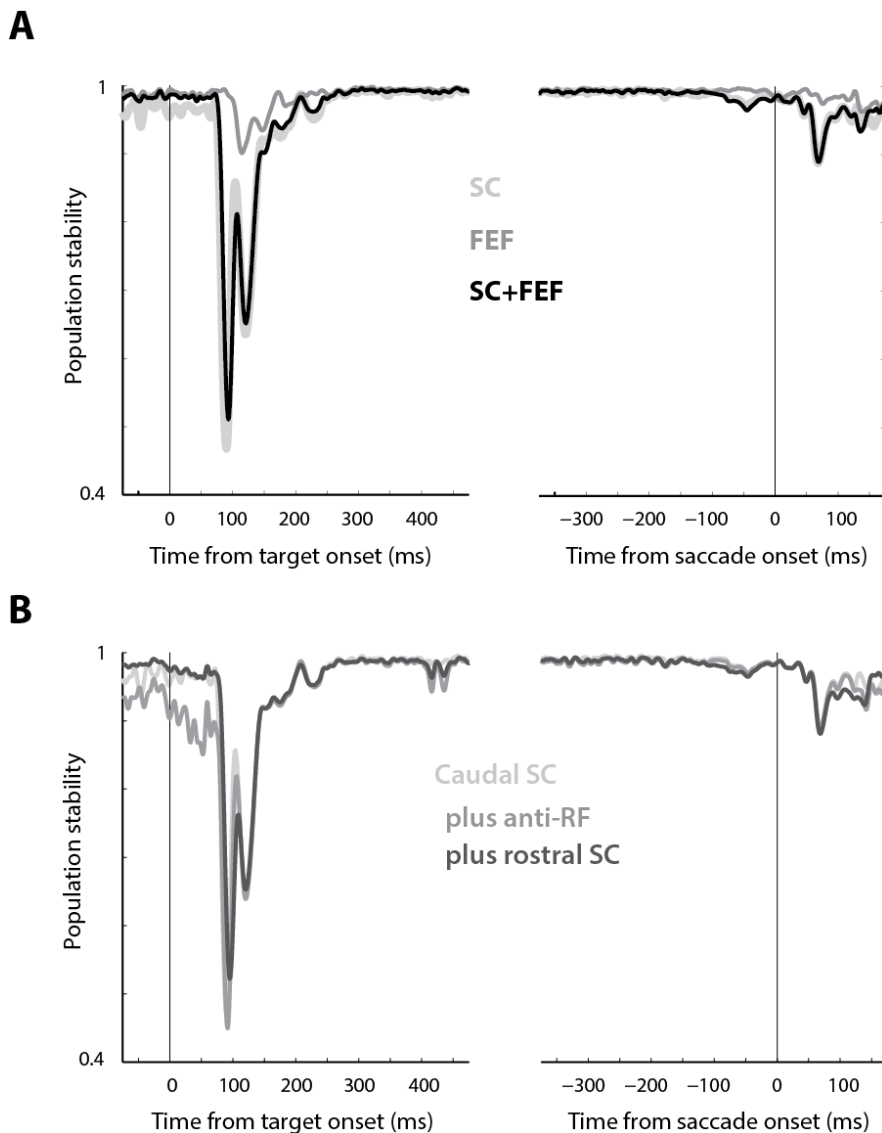 A
1
0.4
Population stability
SC
FEF
SC+FEF
0 100 200 300 400
−300 −200 −100 0 100
Time from target onset (ms)
Time from saccade onset (ms)
B
1
0.4
Population stability
Caudal SC
plus anti-RF
plus rostral SC
0 100 200 300 400
−300 −200 −100 0 100
Time from target onset (ms)
Time from saccade onset (ms)